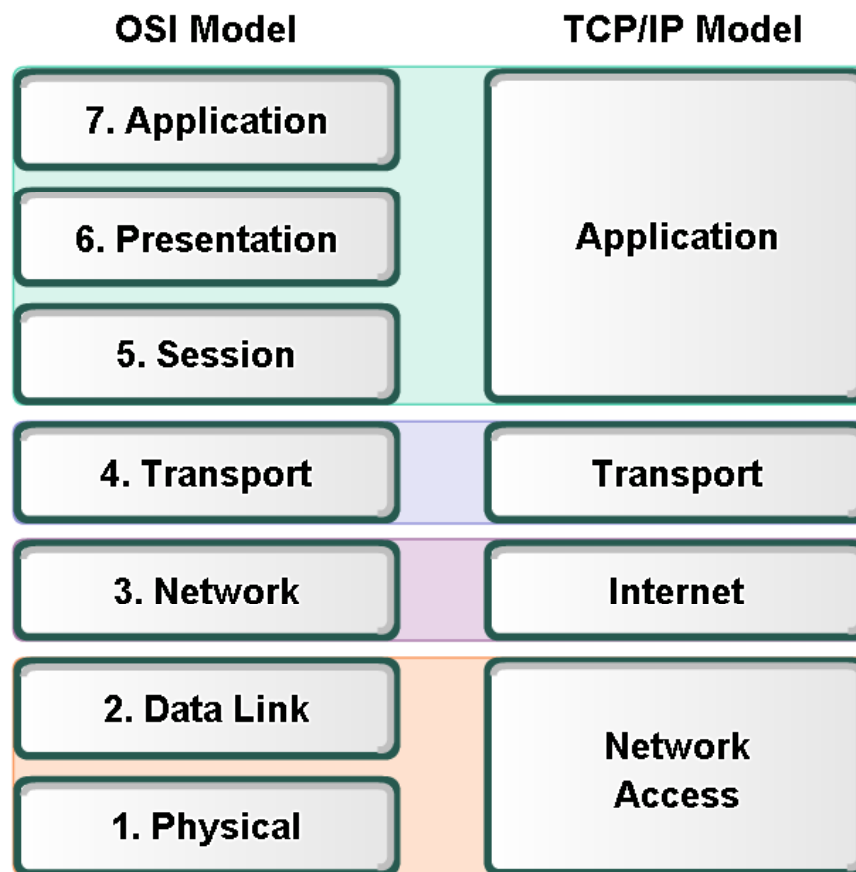 OSI Model
TCP/IP Model
7. Application
6. Presentation
5. Session
Application
4. Transport
Transport
3. Network
Internet
2. Data Link
1. Physical
Network
Access